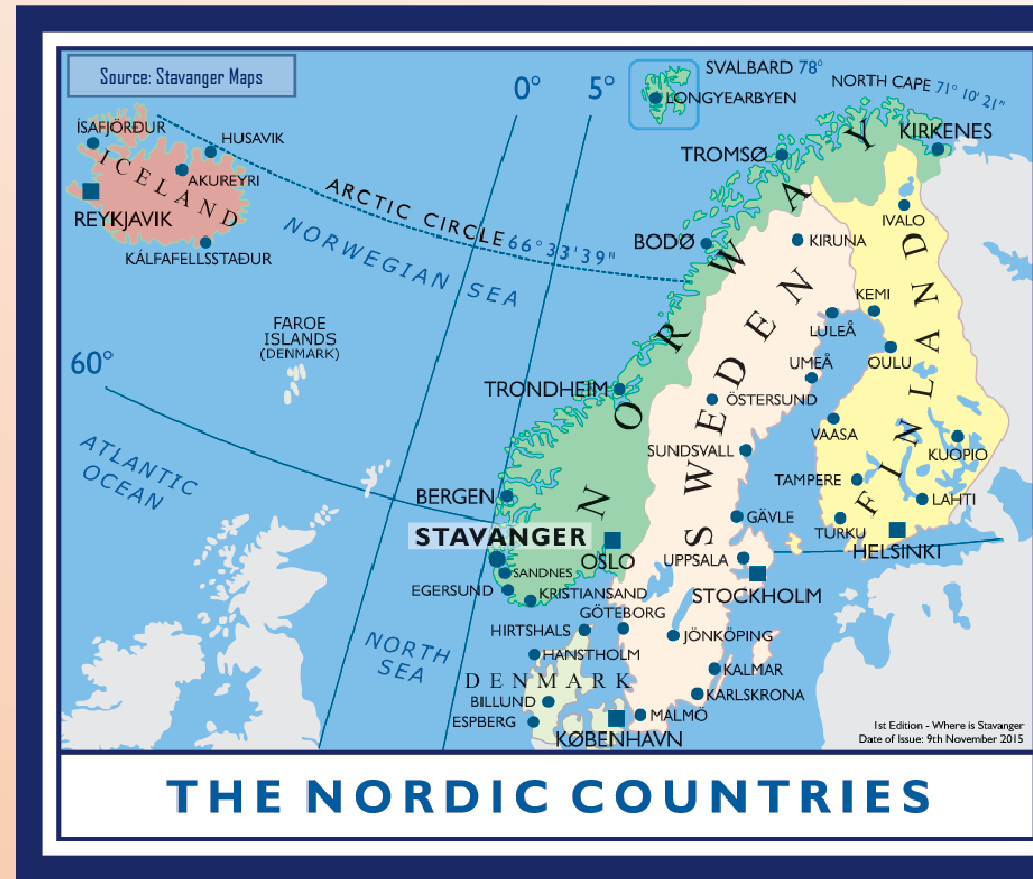 Source: Stavanger Maps
0°
5°
SVALBARD 78°
LONGYEARBYEN
NORTH CAPE 71° 10' 21"
ÍSAFJÖRÐUR
HUSAVIK
KIRKENES
TROMSØ
ICELAND
AKUREYRI
REYKJAVIK
KÁLFAFELLSSTAÐUR
ARCTIC CIRCLE 66°33'39"
NORWEGIAN SEA
BODØ
IVALO
KIRUNA
KEMI
LULEÅ
FAROE
ISLANDS
(DENMARK)
60°
OULU
UMEÅ
TRONDHEIM
ÖSTERSUND
NORWAY
SWEDEN
FINLAND
VAASA
SUNDSVALL
KUOPIO
ATLANTIC
OCEAN
TAMPERE
BERGEN
LAHTI
GÄVLE
TURKU
STAVANGER
HELSINKI
OSLO
UPPSALA
SANDNES
EGERSUND
KRISTIANSAND
STOCKHOLM
GÖTEBORG
HIRTSHALS
JÖNKÖPING
NORTH
SEA
HANSTHOLM
KALMAR
DENMARK
BILLUND
KARLSKRONA
ESPBERG
MALMÖ
KØBENHAVN
1st Edition - Where is Stavanger
Date of Issue: 9th November 2015
THE NORDIC COUNTRIES